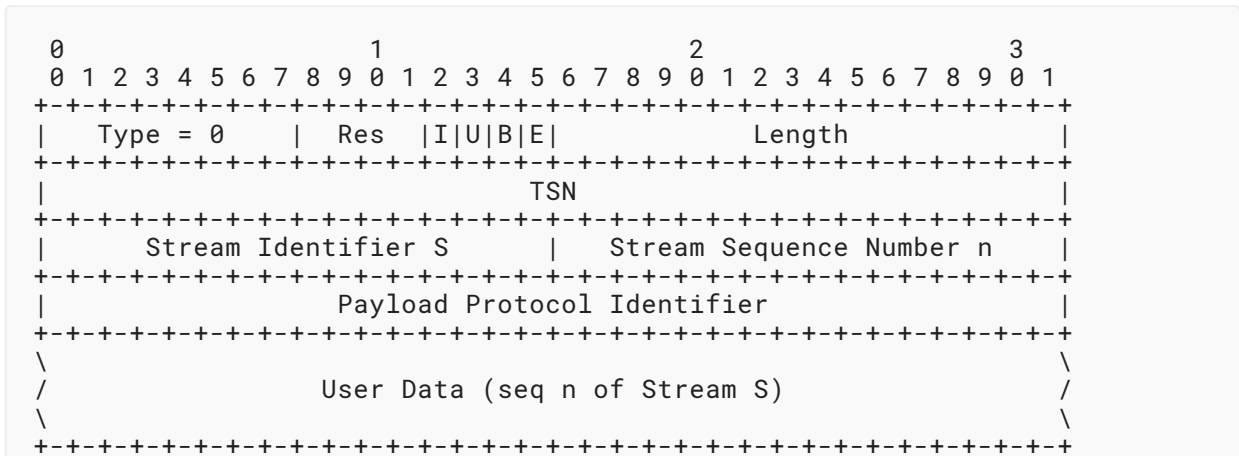 0                   1                   2                   3
 0 1 2 3 4 5 6 7 8 9 0 1 2 3 4 5 6 7 8 9 0 1 2 3 4 5 6 7 8 9 0 1
+-+-+-+-+-+-+-+-+-+-+-+-+-+-+-+-+-+-+-+-+-+-+-+-+-+-+-+-+-+-+-+-+
|   Type = 0    |  Res  |I|U|B|E|            Length             |
+-+-+-+-+-+-+-+-+-+-+-+-+-+-+-+-+-+-+-+-+-+-+-+-+-+-+-+-+-+-+-+-+
|                              TSN                              |
+-+-+-+-+-+-+-+-+-+-+-+-+-+-+-+-+-+-+-+-+-+-+-+-+-+-+-+-+-+-+-+-+
|      Stream Identifier S      |   Stream Sequence Number n    |
+-+-+-+-+-+-+-+-+-+-+-+-+-+-+-+-+-+-+-+-+-+-+-+-+-+-+-+-+-+-+-+-+
|                  Payload Protocol Identifier                  |
+-+-+-+-+-+-+-+-+-+-+-+-+-+-+-+-+-+-+-+-+-+-+-+-+-+-+-+-+-+-+-+-+
\                                                               \
/                 User Data (seq n of Stream S)                 /
\                                                               \
+-+-+-+-+-+-+-+-+-+-+-+-+-+-+-+-+-+-+-+-+-+-+-+-+-+-+-+-+-+-+-+-+